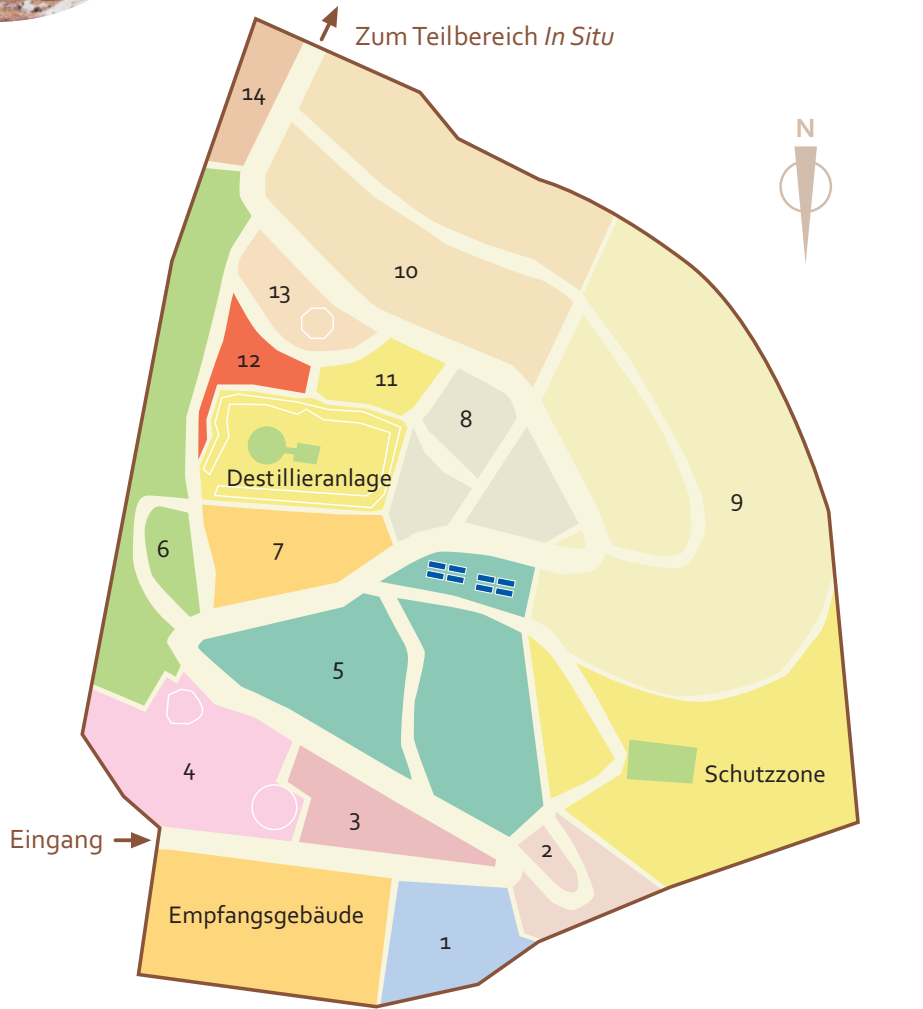 Zum Teilbereich In Situ
14
N
10
13
12
11
8
Destillieranlage
9
6
7
5
4
Schutzzone
3
Eingang
2
Empfangsgebäude
1